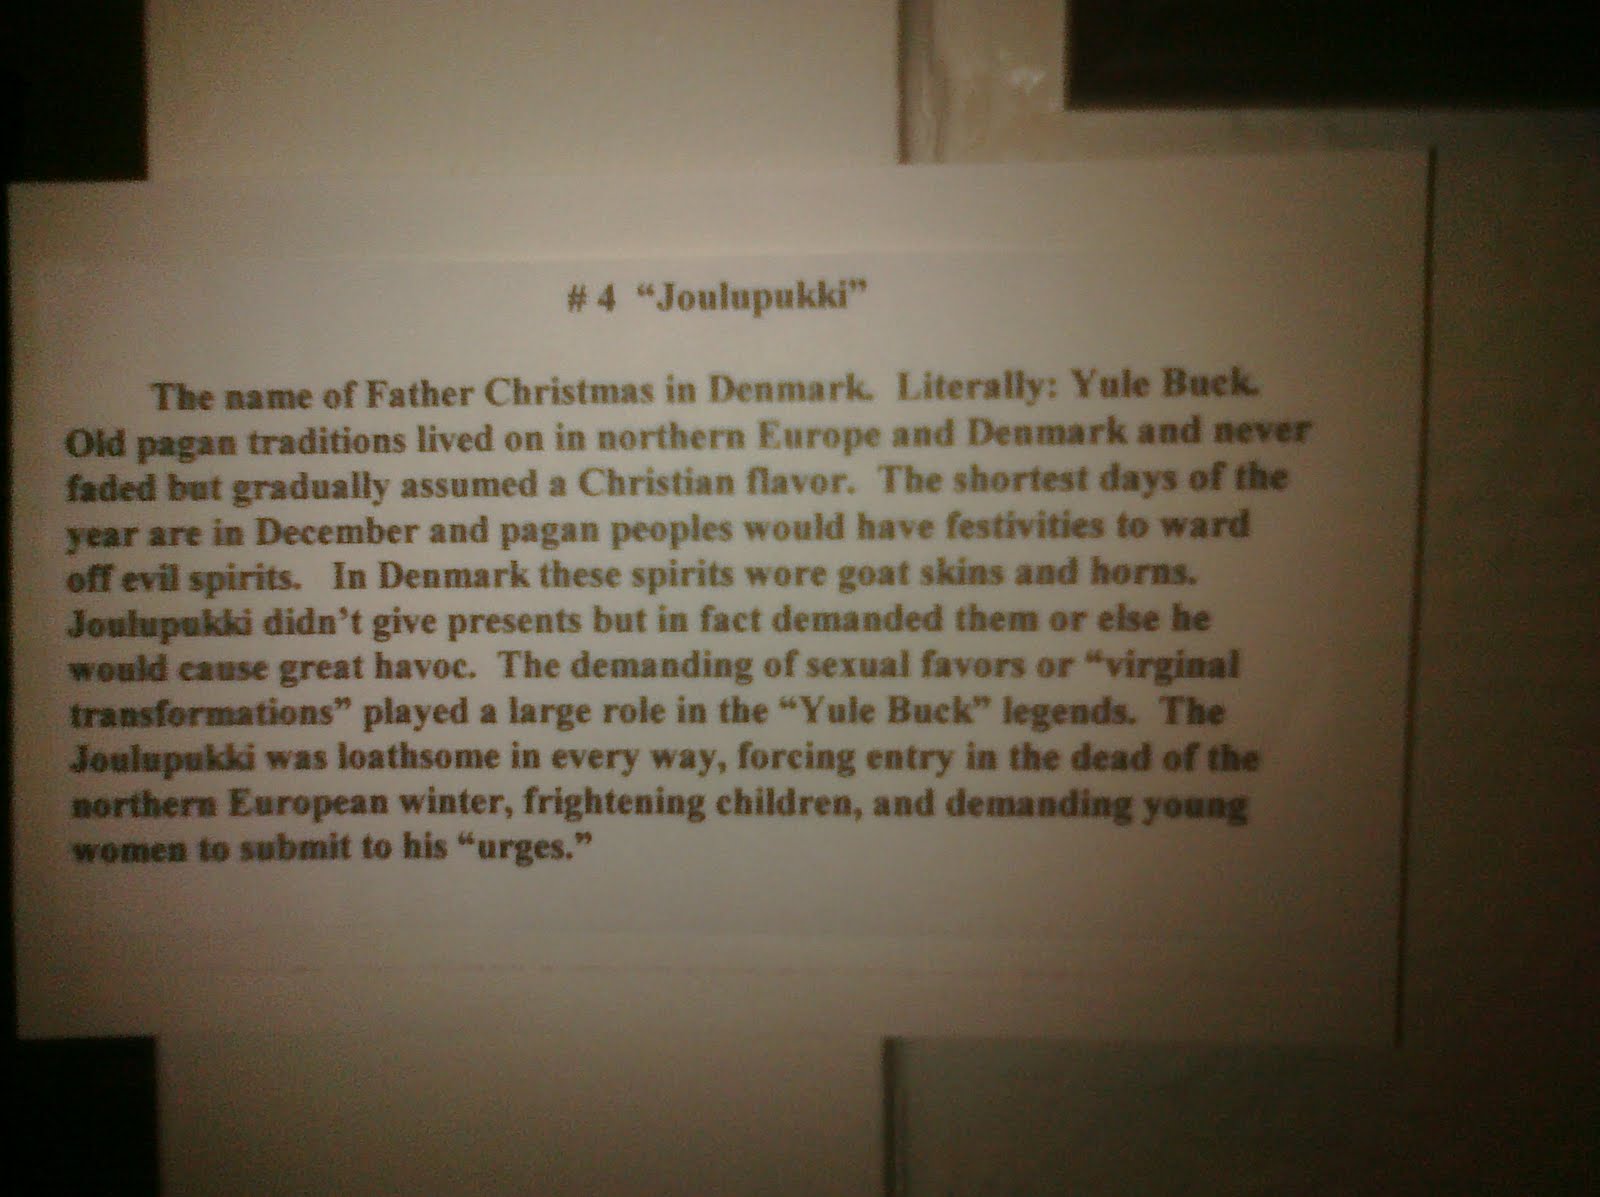 # 4 “Joulupukki”
The name of Father Christmas in Denmark. Literally: Yule Buck.
Old pagan traditions lived on in northern Europe and Denmark and never
faded but gradually assumed a Christian flavor. The shortest days of the
year are in December and pagan peoples would have festivities to ward
off evil spirits. In Denmark these spirits wore goat skins and horns.
Joulupukki didn’t give presents but in fact demanded them or else he
would cause great havoc. The demanding of sexual favors or “virginal
transformations” played a large role in the “Yule Buck” legends. The
Joulupukki was loathsome in every way, forcing entry in the dead of the
northern European winter, frightening children, and demanding young
women to submit to his “urges.”